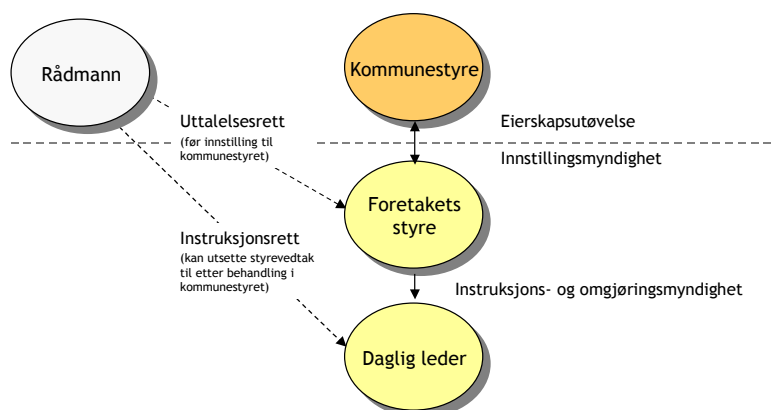 Rådmann
Kommunestyre
Uttalelsesrett
(før innstilling til
kommunestyret)
Eierskapsutøvelse
Innstillingsmyndighet
Foretakets
styre
Instruksjonsrett
(kan utsette styrevedtak
til etter behandling i
kommunestyret)
Instruksjons- og omgjøringsmyndighet
Daglig leder